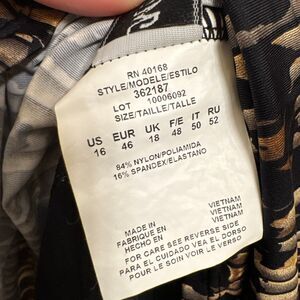 RN 40168
STYLE/MODELE/ESTILO
362187
LOT 10006092
SIZE/TAILLE/TALLE
US EUR UK F/E IT RU
16 46 18 48 50 52
84% NYLON/POLIAMIDA
16% SPANDEX/ELASTANO
MADE IN VIETNAM
FABRIQUE EN VIETNAM
HECHO EN VIETNAM
FOR CARE SEE REVERSE SIDE
PARA EL CUIDADO VEA EL DORSO
POUR LE SOIN VOIR LE VERSO